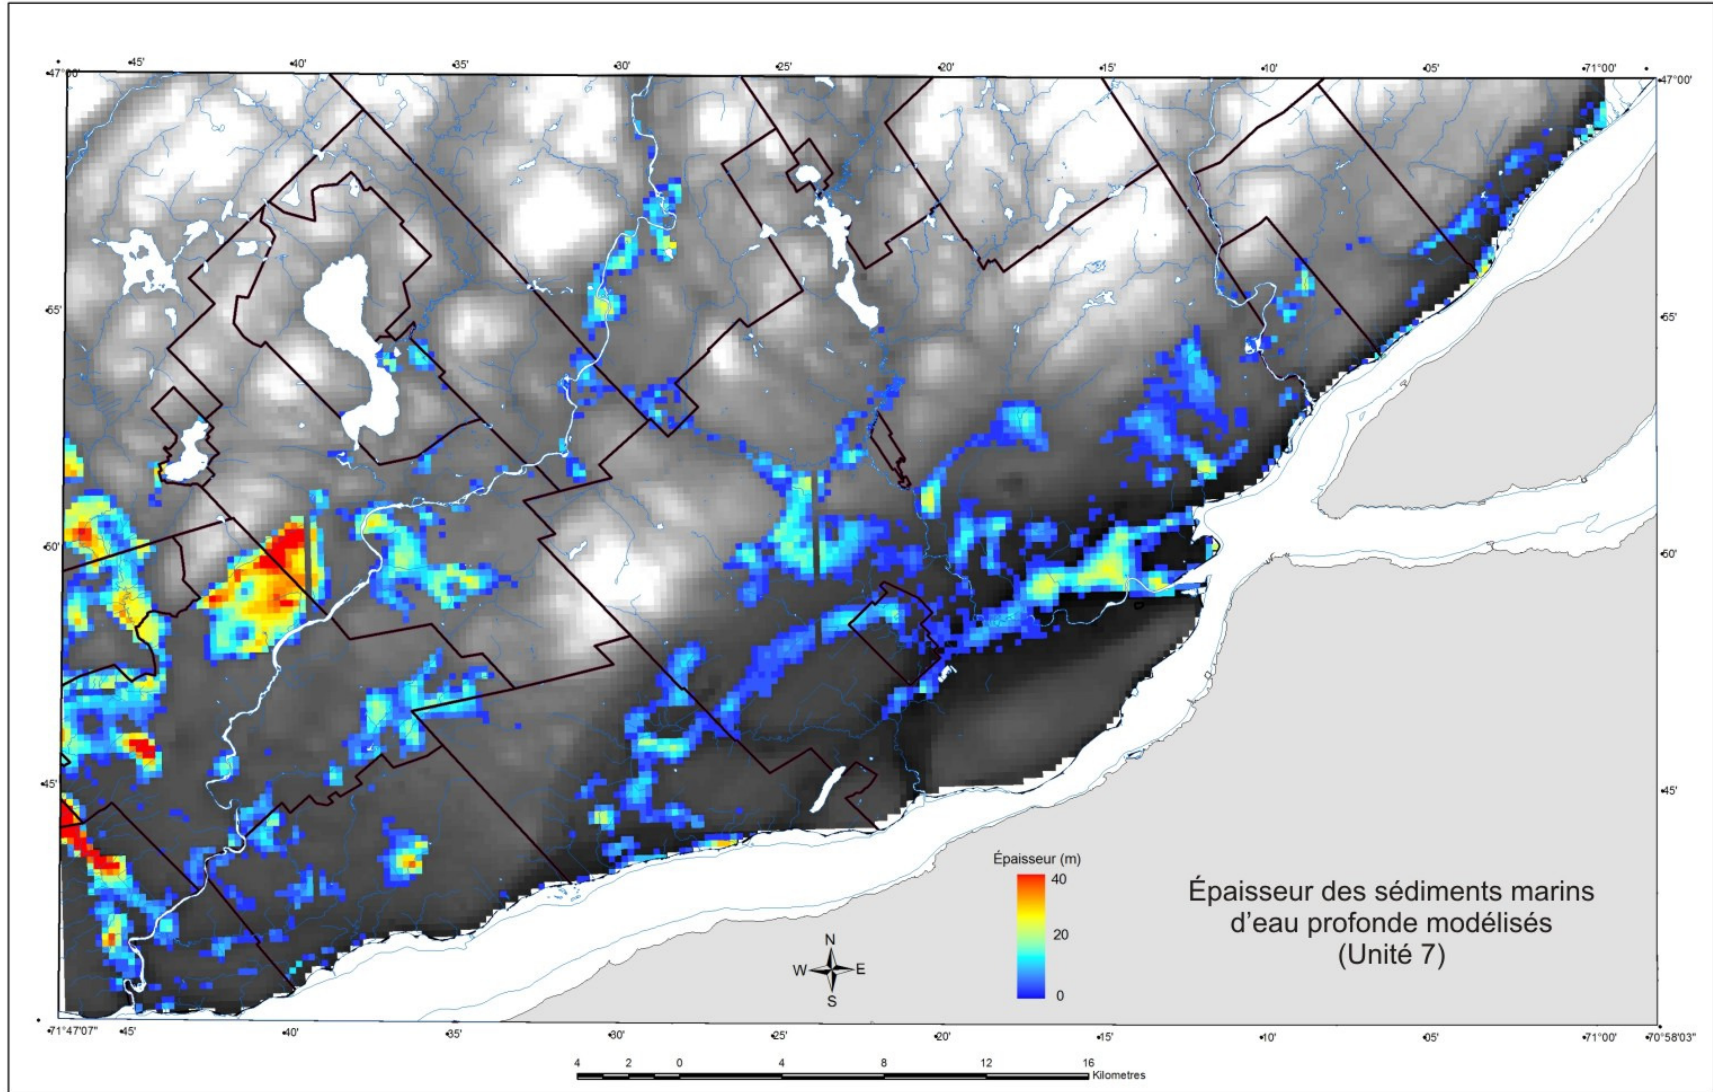 45' 40' 35' 30' 25' 20' 15' 10' 05' 71°00'
47°00' 47°00'
55' 55'
50' 50'
45' 45'
Épaisseur (m)
40
20
0
Épaisseur des sédiments marins
d'eau profonde modélisés
(Unité 7)
N
W E
S
71°47'07" 45' 40' 35' 30' 25' 20' 15' 10' 05' 71°00' 70°58'03"
4 2 0 4 8 12 16
Kilometres